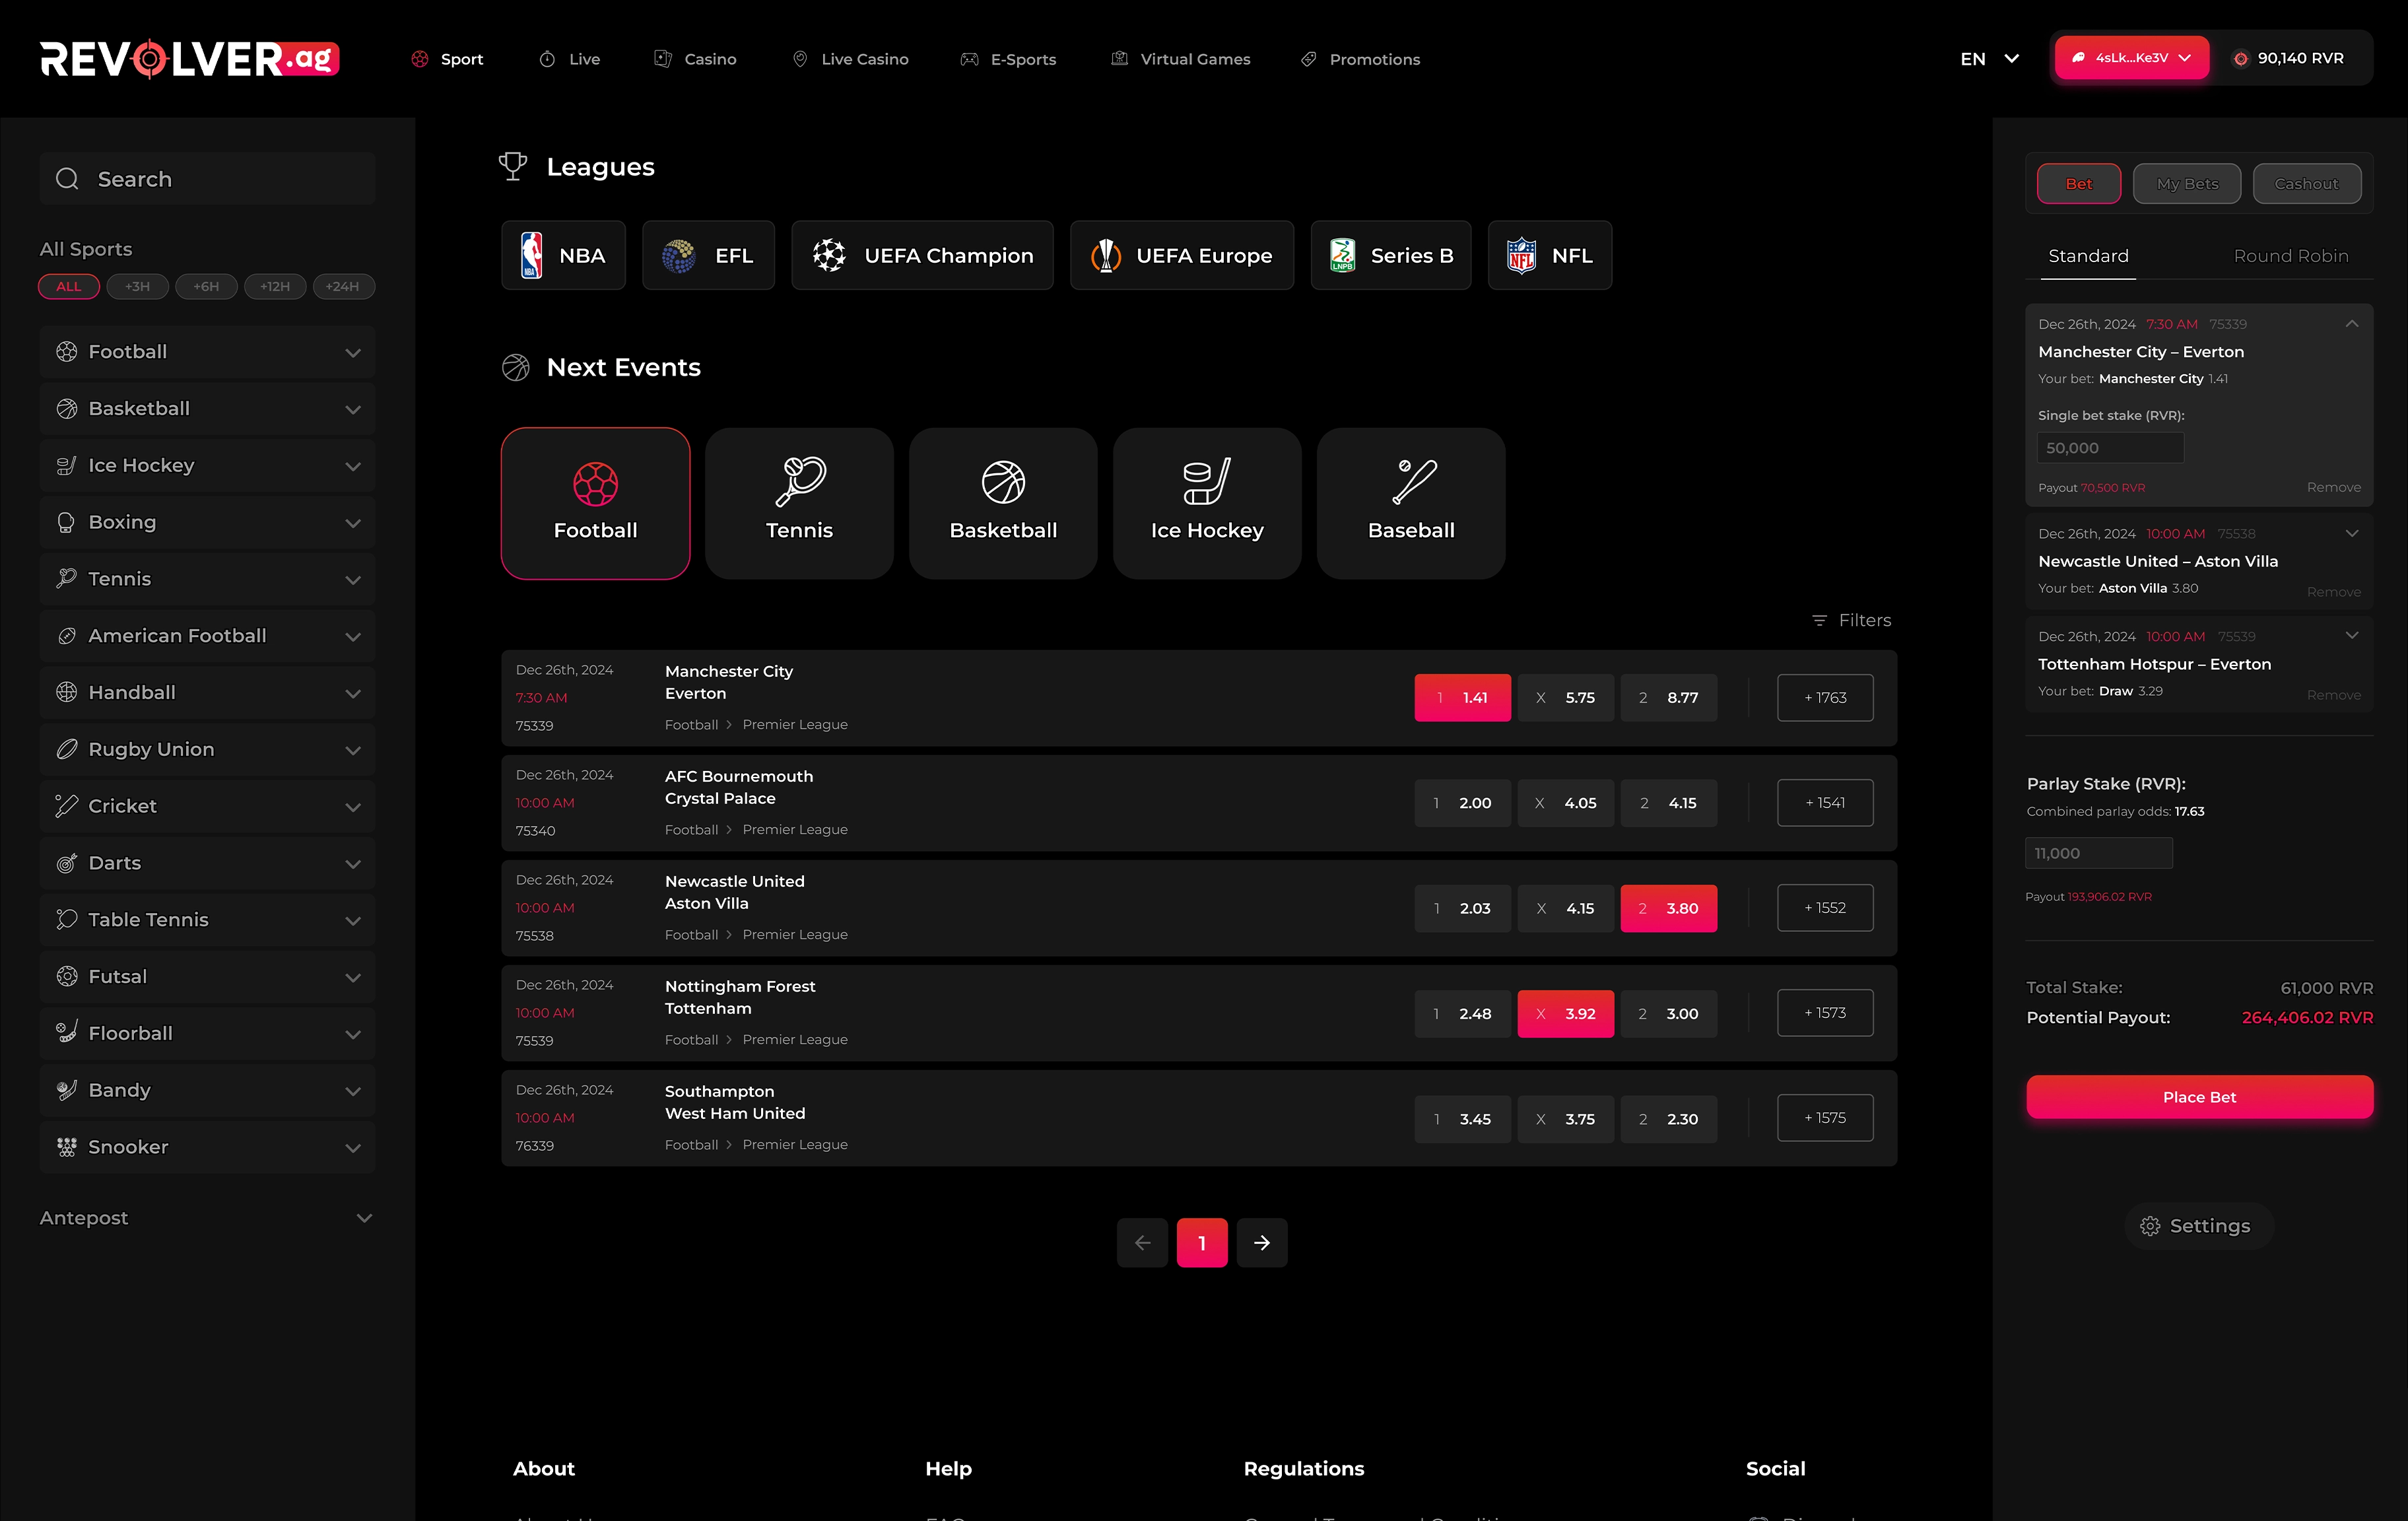 REVOLVER.ag
Sport
Live
Casino
Live Casino
E-Sports
Virtual Games
Promotions
EN
4sLk...Ke3V
90,140 RVR
Search
All Sports
ALL
+3H
+6H
+12H
+24H
Football
Basketball
Ice Hockey
Boxing
Tennis
American Football
Handball
Rugby Union
Cricket
Darts
Table Tennis
Futsal
Floorball
Bandy
Snooker
Antepost
Leagues
NBA
NBA
EFL
UEFA Champion
UEFA Europe
LNPB
Series B
NFL
NFL
Next Events
Football
Tennis
Basketball
Ice Hockey
Baseball
Filters
Dec 26th, 2024
7:30 AM
75339
Manchester City
Everton
Football > Premier League
1 1.41
X 5.75
2 8.77
+ 1763
Dec 26th, 2024
10:00 AM
75340
AFC Bournemouth
Crystal Palace
Football > Premier League
1 2.00
X 4.05
2 4.15
+ 1541
Dec 26th, 2024
10:00 AM
75538
Newcastle United
Aston Villa
Football > Premier League
1 2.03
X 4.15
2 3.80
+ 1552
Dec 26th, 2024
10:00 AM
75539
Nottingham Forest
Tottenham
Football > Premier League
1 2.48
X 3.92
2 3.00
+ 1573
Dec 26th, 2024
10:00 AM
76339
Southampton
West Ham United
Football > Premier League
1 3.45
X 3.75
2 2.30
+ 1575
1
Bet
My Bets
Cashout
Standard
Round Robin
Dec 26th, 2024 7:30 AM 75339
Manchester City – Everton
Your bet: Manchester City 1.41
Single bet stake (RVR):
50,000
Payout 70,500 RVR
Remove
Dec 26th, 2024 10:00 AM 75538
Newcastle United – Aston Villa
Your bet: Aston Villa 3.80
Remove
Dec 26th, 2024 10:00 AM 75539
Tottenham Hotspur – Everton
Your bet: Draw 3.29
Remove
Parlay Stake (RVR):
Combined parlay odds: 17.63
11,000
Payout 193,906.02 RVR
Total Stake: 61,000 RVR
Potential Payout: 264,406.02 RVR
Place Bet
Settings
About
Help
Regulations
Social